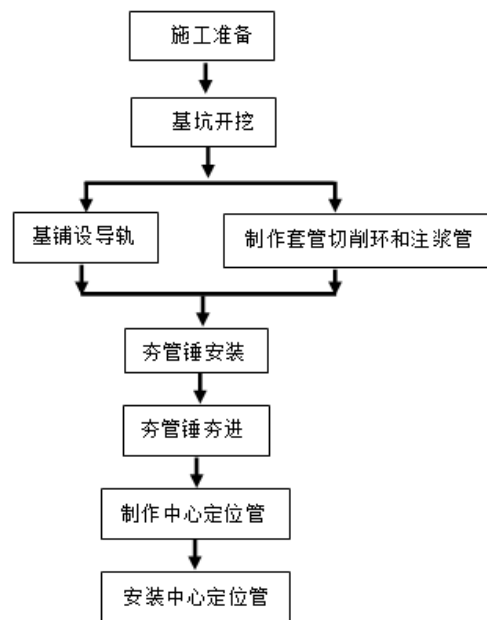 施工准备
基坑开挖
基铺设导轨
制作套管切削环和注浆管
夯管锤安装
夯管锤夯进
制作中心定位管
安装中心定位管